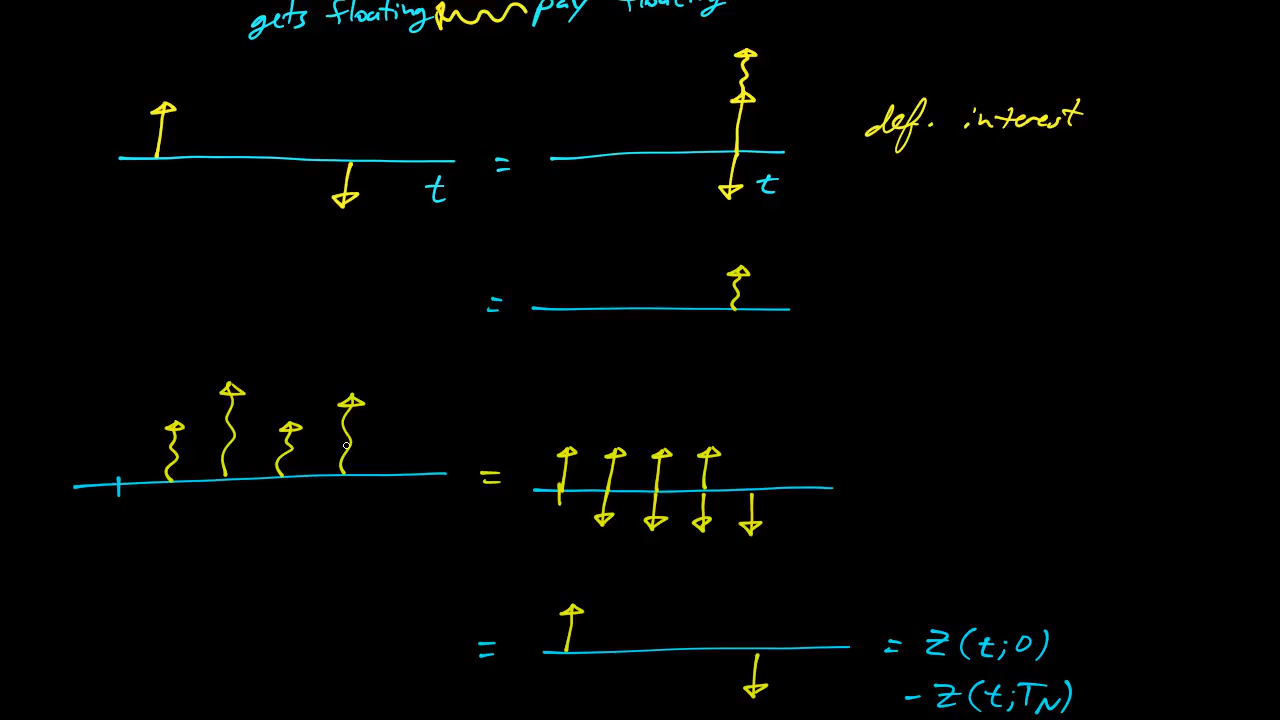 gets floating pay floating
def. interest
= t
t
=
=
= = Z(t;0)
- Z(t;T_N)